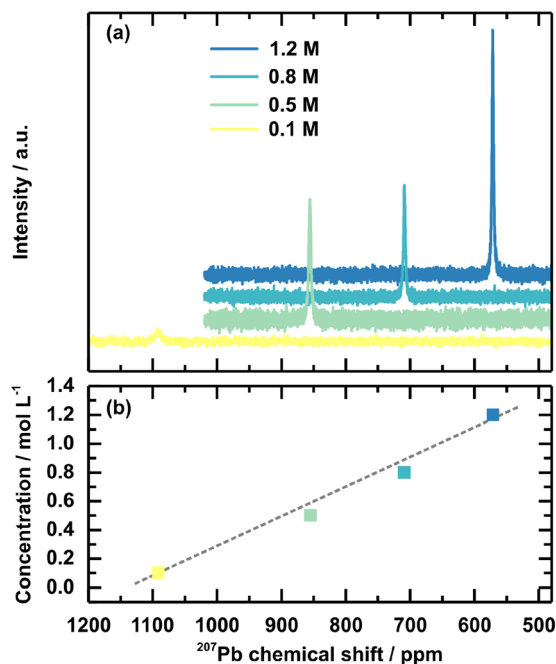 (a)
1.2 M
0.8 M
0.5 M
0.1 M
Intensity / a.u.
(b)
Concentration / mol L⁻¹
1.4
1.2
1.0
0.8
0.6
0.4
0.2
0.0
1200 1100 1000 900 800 700 600 500
²⁰⁷Pb chemical shift / ppm